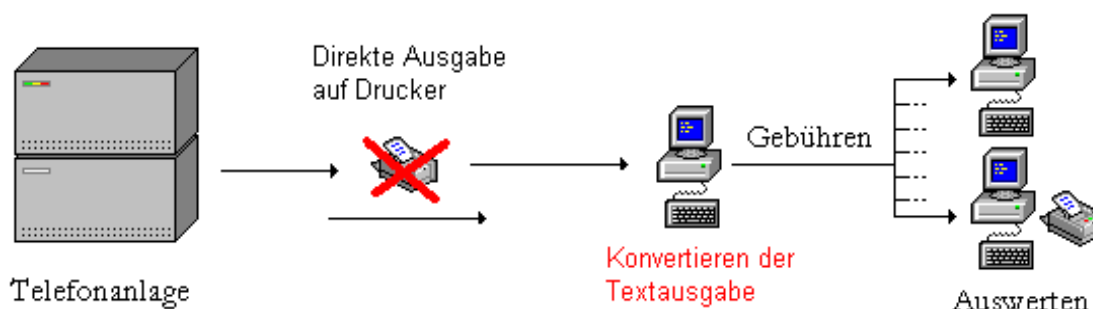 Direkte Ausgabe
auf Drucker
Gebühren
Telefonanlage
Konvertieren der
Textausgabe
Auswerten